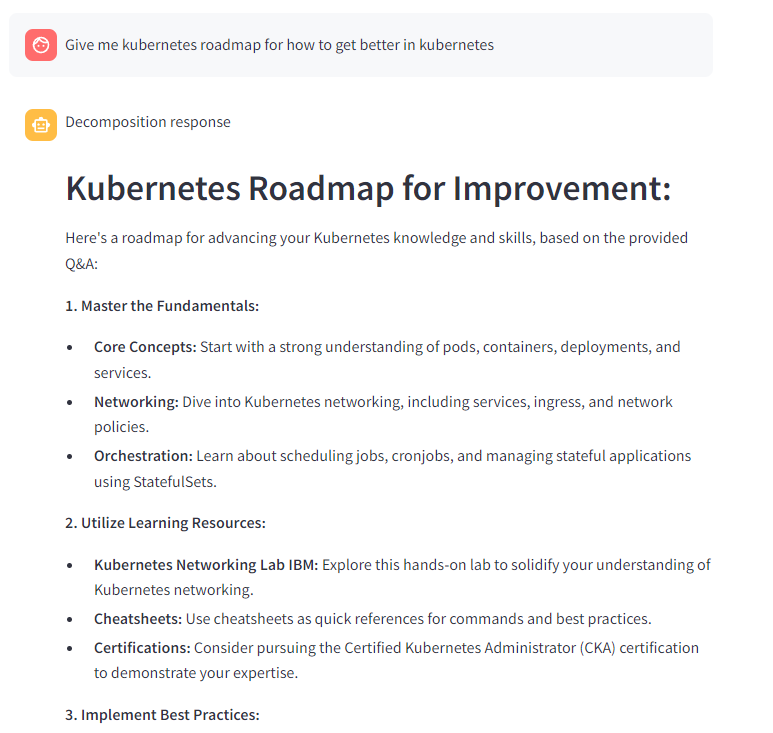 Give me kubernetes roadmap for how to get better in kubernetes
Decomposition response
Kubernetes Roadmap for Improvement:
Here's a roadmap for advancing your Kubernetes knowledge and skills, based on the provided
Q&A:
1. Master the Fundamentals:
• Core Concepts: Start with a strong understanding of pods, containers, deployments, and
services.
• Networking: Dive into Kubernetes networking, including services, ingress, and network
policies.
• Orchestration: Learn about scheduling jobs, cronjobs, and managing stateful applications
using StatefulSets.
2. Utilize Learning Resources:
• Kubernetes Networking Lab IBM: Explore this hands-on lab to solidify your understanding of
Kubernetes networking.
• Cheatsheets: Use cheatsheets as quick references for commands and best practices.
• Certifications: Consider pursuing the Certified Kubernetes Administrator (CKA) certification
to demonstrate your expertise.
3. Implement Best Practices: